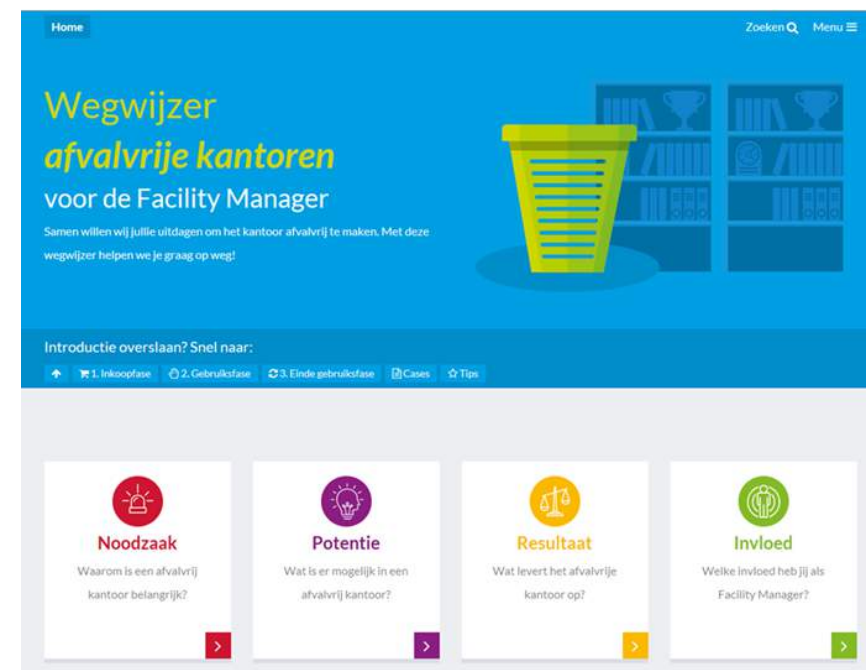 Home
Zoeken Menu
Wegwijzer
afvalvrije kantoren
voor de Facility Manager
Samen willen wij jullie uitdagen om het kantoor afvalvrij te maken. Met deze
wegwijzer helpen we je graag op weg!
Introductie overslaan? Snel naar:
1. Inkoopfase 2. Gebruiksfase 3. Einde gebruiksfase Cases Tips
Noodzaak
Waarom is een afvalvrij
kantoor belangrijk?
Potentie
Wat is er mogelijk in een
afvalvrij kantoor?
Resultaat
Wat levert het afvalvrije
kantoor op?
Invloed
Welke invloed heb jij als
Facility Manager?